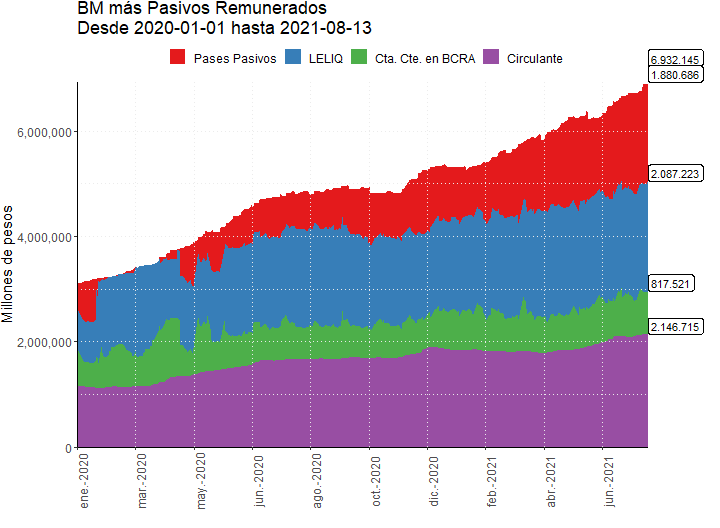 BM más Pasivos Remunerados
Desde 2020-01-01 hasta 2021-08-13
Pases Pasivos LELIQ Cta. Cte. en BCRA Circulante
6.932.145
1.880.686
2.087.223
817.521
2.146.715
Millones de pesos
6,000,000
4,000,000
2,000,000
0
ene.-2020
mar.-2020
may.-2020
jun.-2020
ago.-2020
oct.-2020
dic.-2020
feb.-2021
abr.-2021
jun.-2021